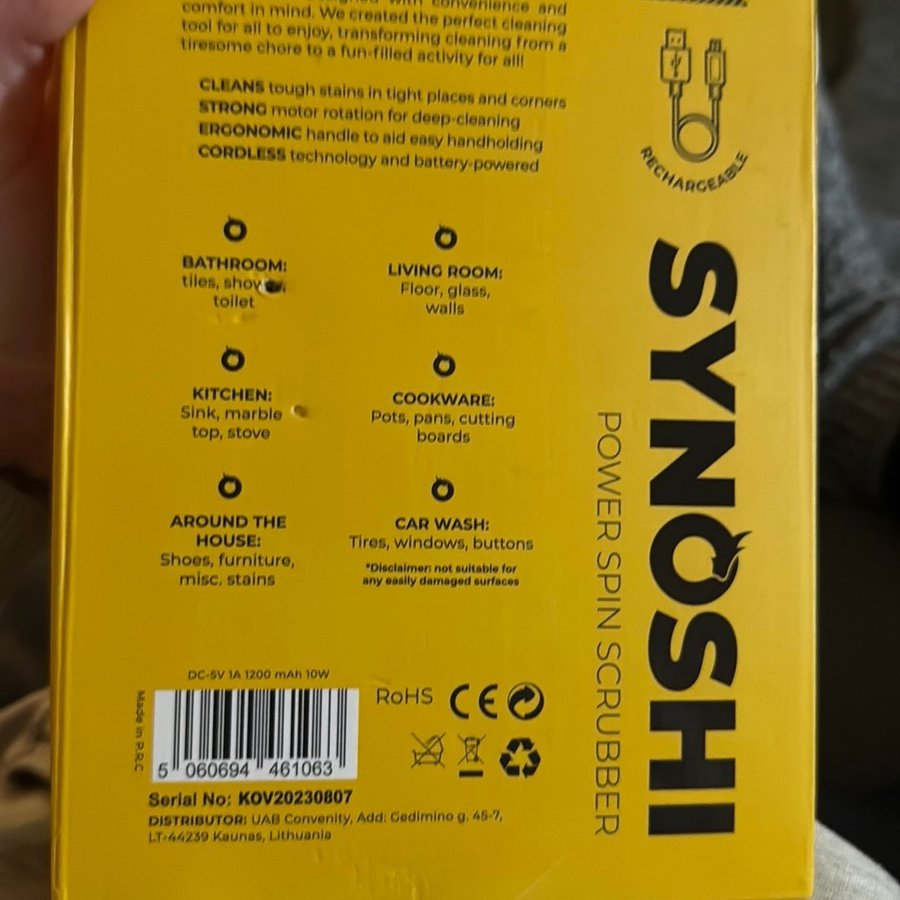 designed with convenience and
comfort in mind. We created the perfect cleaning
tool for all to enjoy, transforming cleaning from a
tiresome chore to a fun-filled activity for all!
CLEANS tough stains in tight places and corners
STRONG motor rotation for deep-cleaning
ERGONOMIC handle to aid easy handholding
CORDLESS technology and battery-powered
BATHROOM:
tiles, shower,
toilet
LIVING ROOM:
Floor, glass,
walls
KITCHEN:
Sink, marble
top, stove
COOKWARE:
Pots, pans, cutting
boards
AROUND THE
HOUSE:
Shoes, furniture,
misc. stains
CAR WASH:
Tires, windows, buttons
*Disclaimer: not suitable for
any easily damaged surfaces
DC-5V 1A 1200 mAh 10W
Made in P.R.C
5 060694 461063
RoHS CE
Serial No: KOV20230807
DISTRIBUTOR: UAB Convenity, Add: Gedimino g. 45-7,
LT-44239 Kaunas, Lithuania
RECHARGEABLE
SYNOSHI
POWER SPIN SCRUBBER